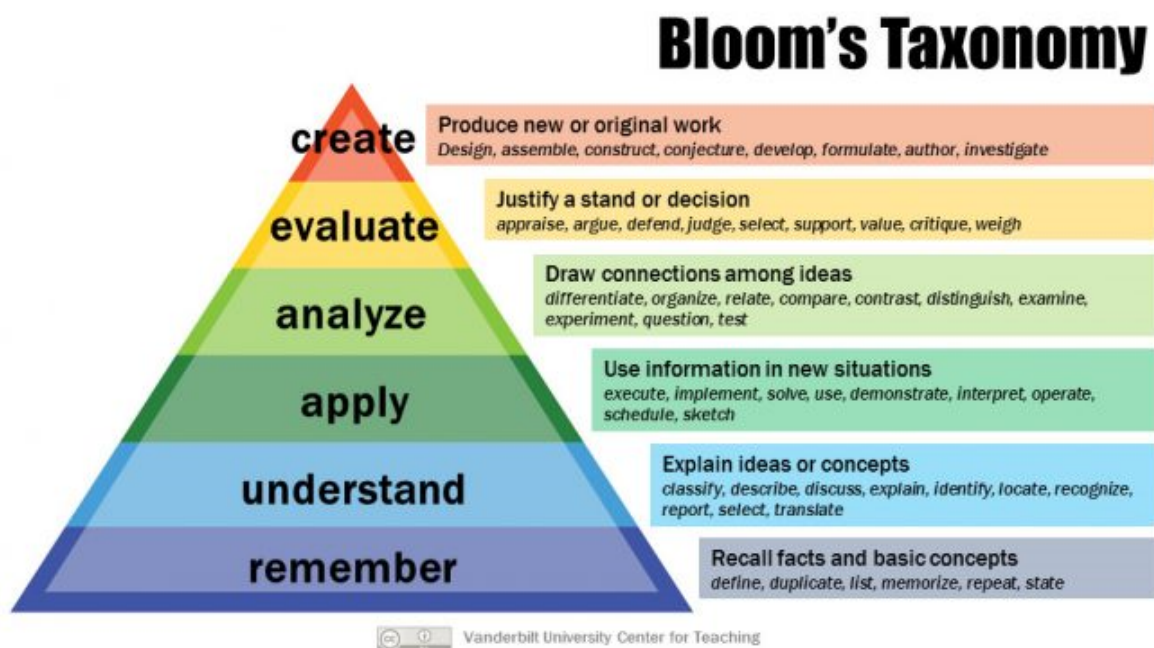 Bloom's Taxonomy
create
Produce new or original work
Design, assemble, construct, conjecture, develop, formulate, author, investigate
evaluate
Justify a stand or decision
appraise, argue, defend, judge, select, support, value, critique, weigh
analyze
Draw connections among ideas
differentiate, organize, relate, compare, contrast, distinguish, examine,
experiment, question, test
apply
Use information in new situations
execute, implement, solve, use, demonstrate, interpret, operate,
schedule, sketch
understand
Explain ideas or concepts
classify, describe, discuss, explain, identify, locate, recognize,
report, select, translate
remember
Recall facts and basic concepts
define, duplicate, list, memorize, repeat, state
cc Vanderbilt University Center for Teaching